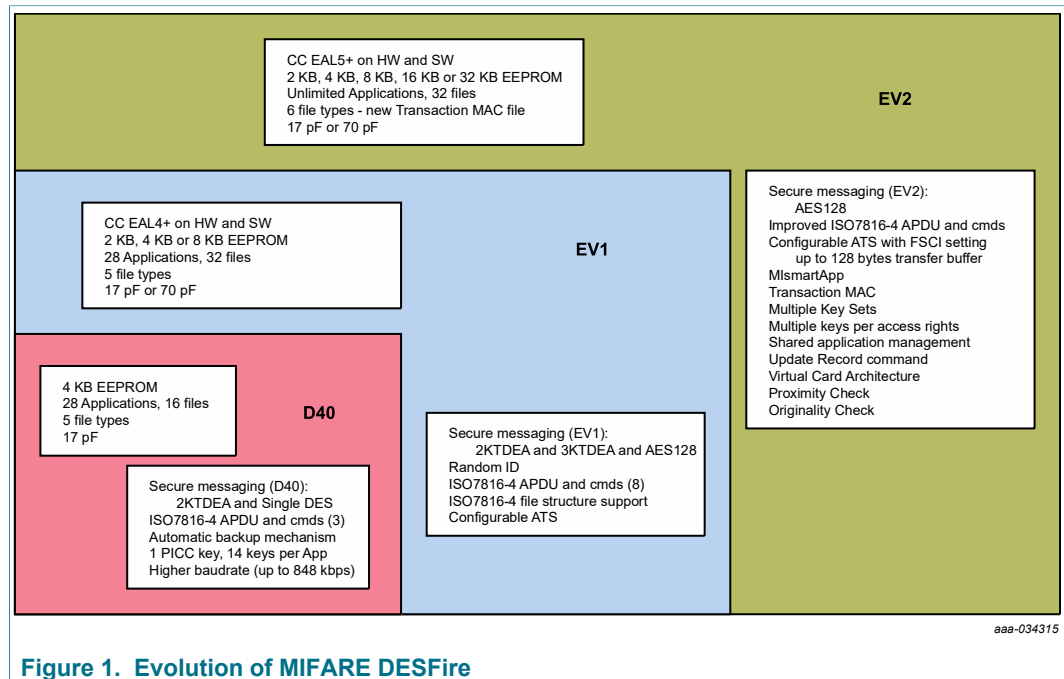 CC EAL5+ on HW and SW
2 KB, 4 KB, 8 KB, 16 KB or 32 KB EEPROM
Unlimited Applications, 32 files
6 file types - new Transaction MAC file
17 pF or 70 pF
EV2
Secure messaging (EV2):
AES128
Improved ISO7816-4 APDU and cmds
Configurable ATS with FSCI setting
up to 128 bytes transfer buffer
MIsmartApp
Transaction MAC
Multiple Key Sets
Multiple keys per access rights
Shared application management
Update Record command
Virtual Card Architecture
Proximity Check
Originality Check
CC EAL4+ on HW and SW
2 KB, 4 KB or 8 KB EEPROM
28 Applications, 32 files
5 file types
17 pF or 70 pF
EV1
Secure messaging (EV1):
2KTDEA and 3KTDEA and AES128
Random ID
ISO7816-4 APDU and cmds (8)
ISO7816-4 file structure support
Configurable ATS
4 KB EEPROM
28 Applications, 16 files
5 file types
17 pF
D40
Secure messaging (D40):
2KTDEA and Single DES
ISO7816-4 APDU and cmds (3)
Automatic backup mechanism
1 PICC key, 14 keys per App
Higher baudrate (up to 848 kbps)
aaa-034315
Figure 1. Evolution of MIFARE DESFire